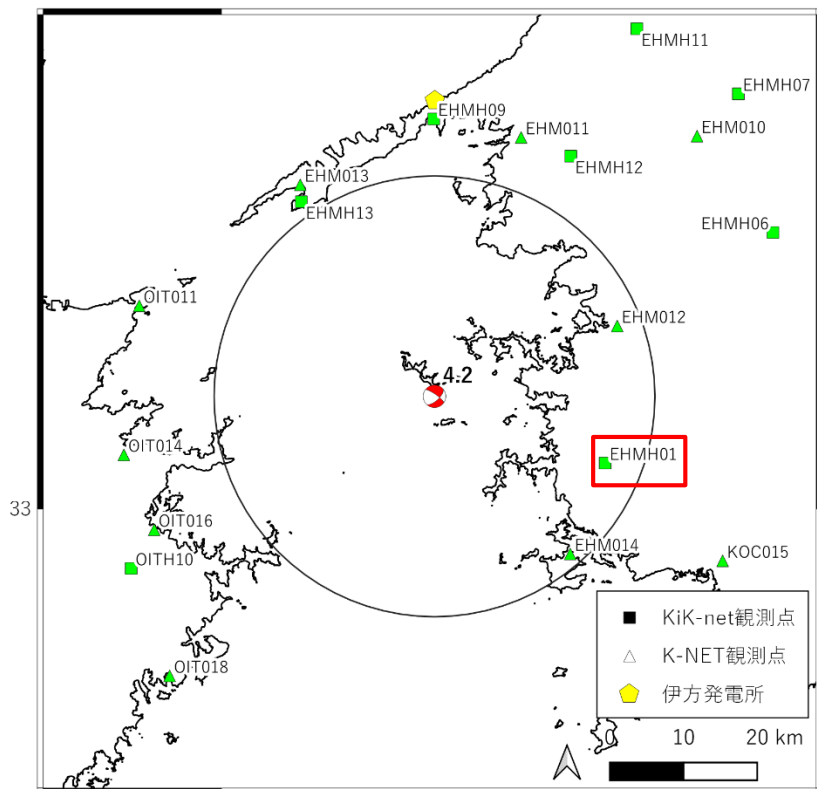 EHMH11
EHMH07
EHMH09
EHM011
EHM010
EHMH12
EHM013
EHMH13
EHMH06
OIT011
EHM012
4.2
OIT014
EHMH01
33
OIT016
EHM014
KOC015
OITH10
KiK-net観測点
K-NET観測点
OIT018
伊方発電所
0 10 20 km